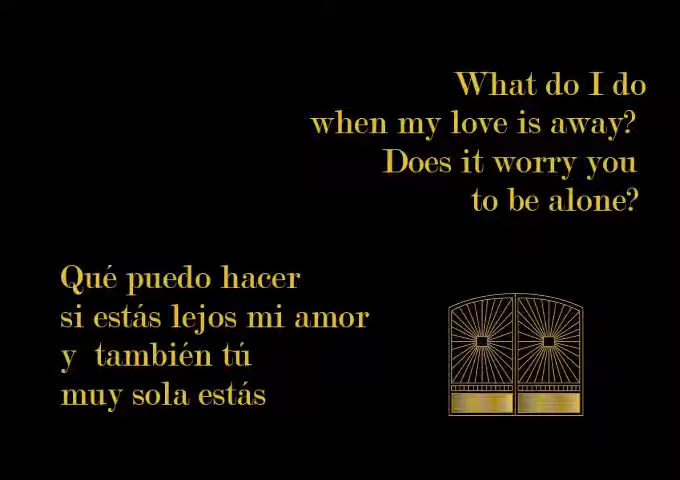 What do I do
when my love is away?
Does it worry you
to be alone?
Qué puedo hacer
si estás lejos mi amor
y también tú
muy sola estás